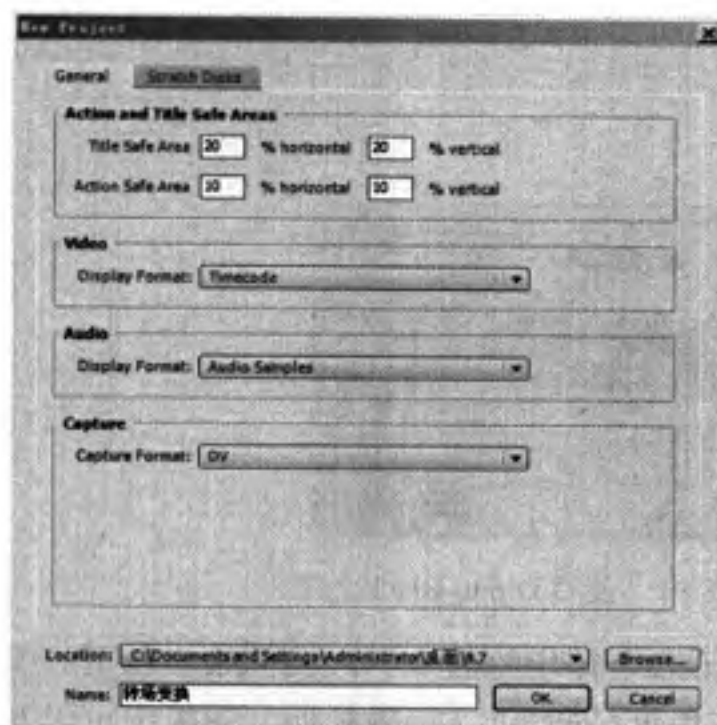 New Project
General Scratch Disks
Action and Title Safe Areas
Title Safe Area 20 % horizontal 20 % vertical
Action Safe Area 10 % horizontal 10 % vertical
Video
Display Format: Timecode
Audio
Display Format: Audio Samples
Capture
Capture Format: DV
Location: C:\Documents and Settings\Administrator\桌面\6.7 Browse...
Name: 转场变换 OK Cancel